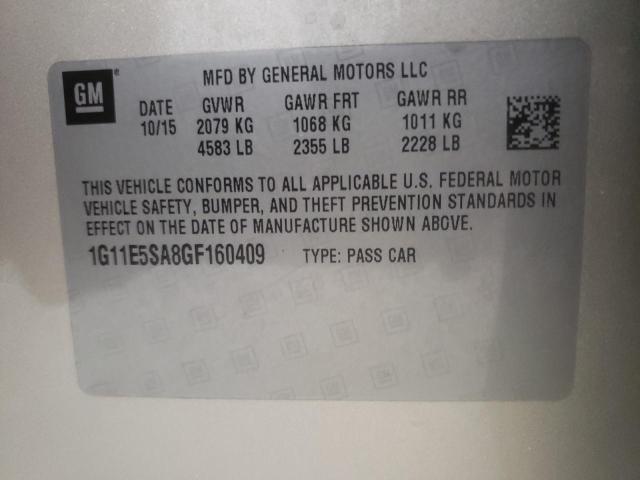 GM®
MFD BY GENERAL MOTORS LLC
DATE GVWR GAWR FRT GAWR RR
10/15 2079 KG 1068 KG 1011 KG
4583 LB 2355 LB 2228 LB
THIS VEHICLE CONFORMS TO ALL APPLICABLE U.S. FEDERAL MOTOR
VEHICLE SAFETY, BUMPER, AND THEFT PREVENTION STANDARDS IN
EFFECT ON THE DATE OF MANUFACTURE SHOWN ABOVE.
1G11E5SA8GF160409 TYPE: PASS CAR